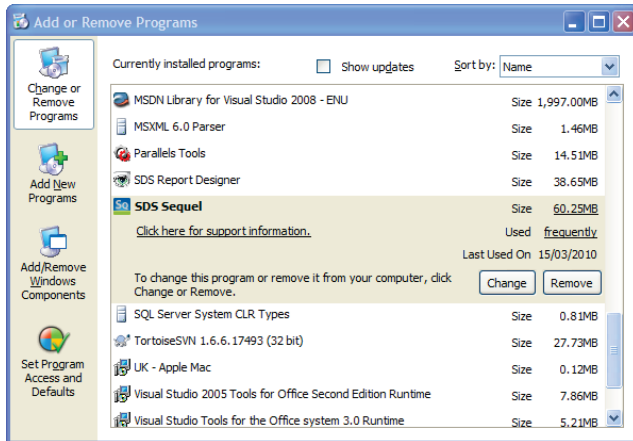 Add or Remove Programs
Change or
Remove
Programs
Add New
Programs
Add/Remove
Windows
Components
Set Program
Access and
Defaults
Currently installed programs: Show updates Sort by: Name
MSDN Library for Visual Studio 2008 - ENU Size 1,997.00MB
MSXML 6.0 Parser Size 1.46MB
Parallels Tools Size 14.51MB
SDS Report Designer Size 38.65MB
Sq SDS Sequel Size 60.25MB
Click here for support information. Used frequently
Last Used On 15/03/2010
To change this program or remove it from your computer, click
Change or Remove. Change Remove
SQL Server System CLR Types Size 0.81MB
TortoiseSVN 1.6.6.17493 (32 bit) Size 27.73MB
UK - Apple Mac Size 0.12MB
Visual Studio 2005 Tools for Office Second Edition Runtime Size 7.86MB
Visual Studio Tools for the Office system 3.0 Runtime Size 5.21MB